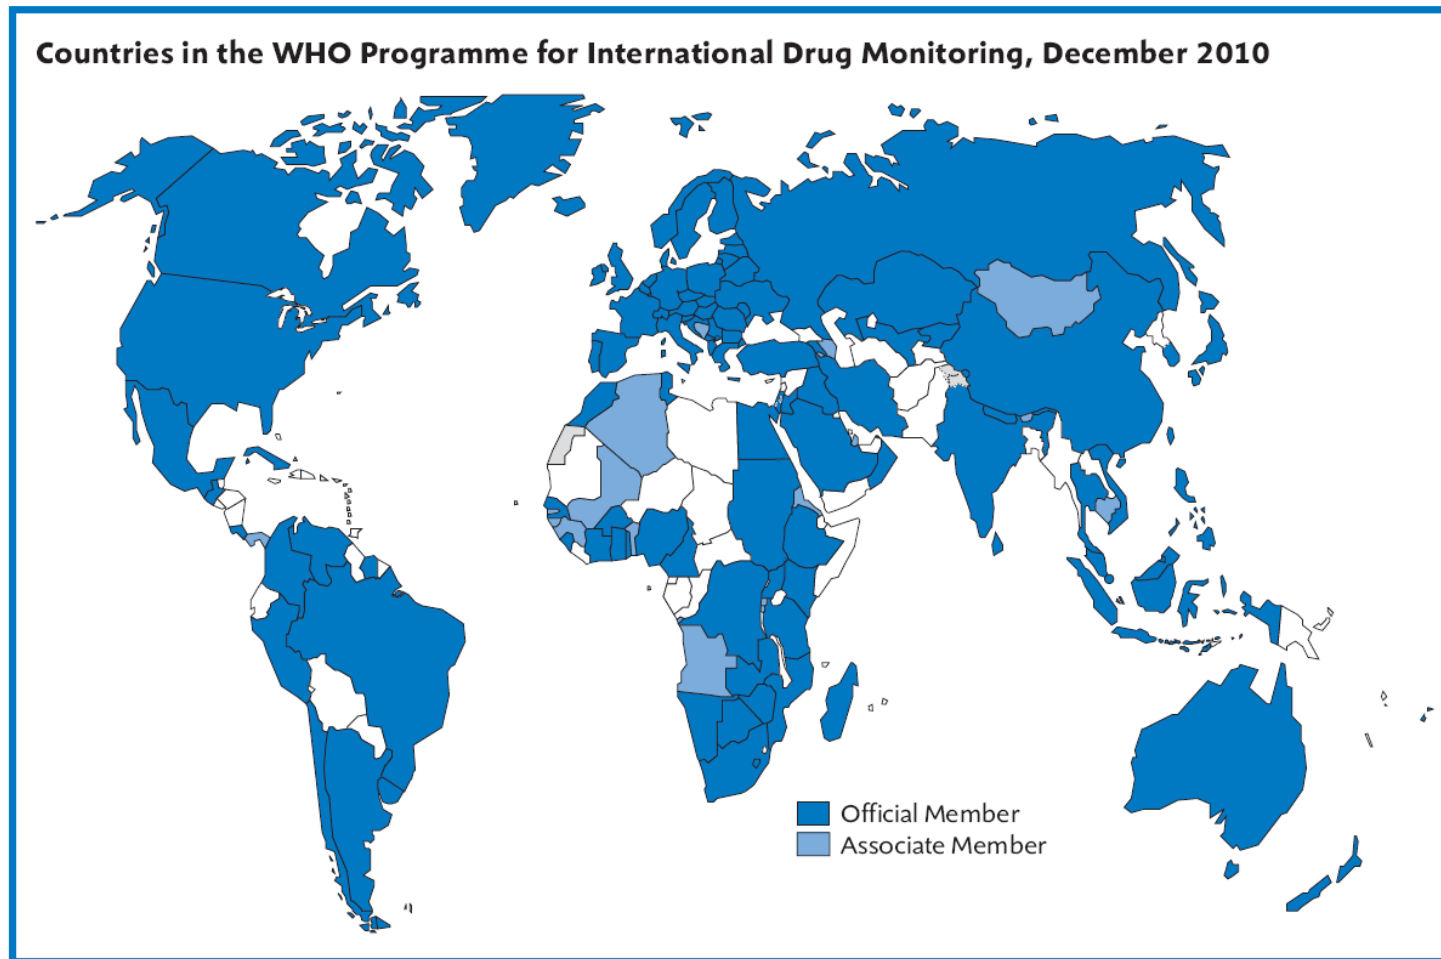 Countries in the WHO Programme for International Drug Monitoring, December 2010
Official Member
Associate Member